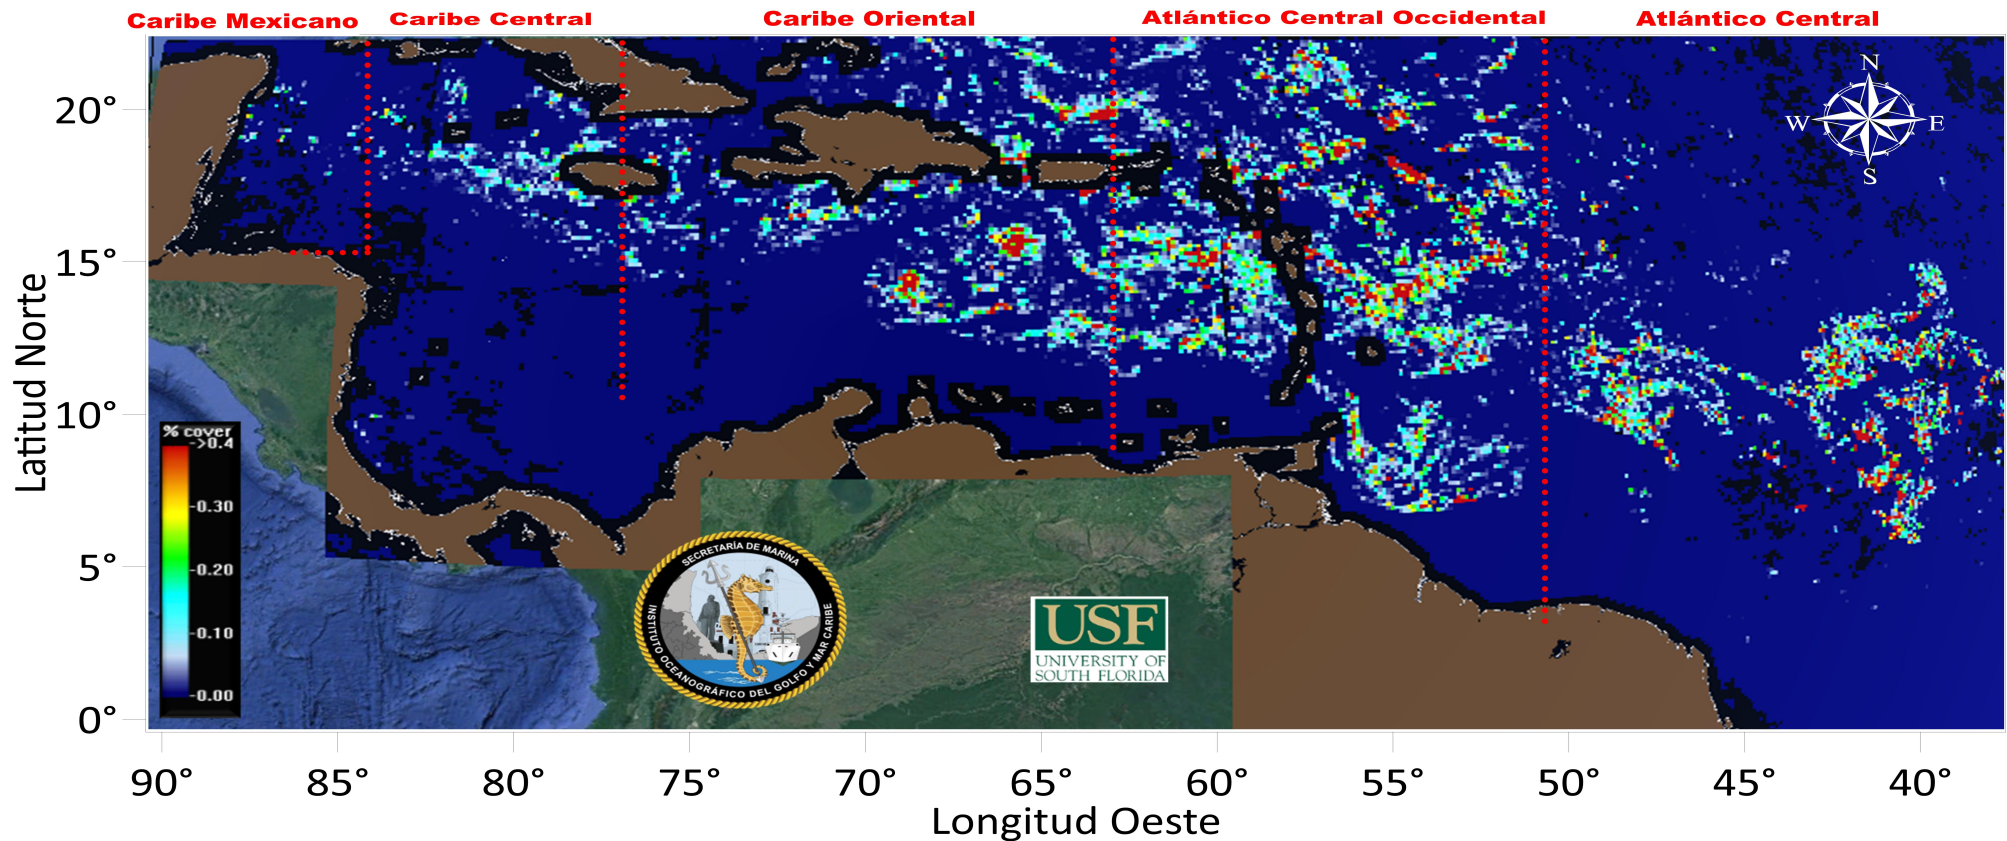 Caribe Mexicano Caribe Central Caribe Oriental Atlántico Central Occidental Atlántico Central
N
W E
S
20°
15°
10°
5°
0°
Latitud Norte
% cover
->0.4
-0.30
-0.20
-0.10
-0.00
SECRETARÍA DE MARINA
INSTITUTO OCEANOGRÁFICO DEL GOLFO Y MAR CARIBE
USF
UNIVERSITY OF
SOUTH FLORIDA
90° 85° 80° 75° 70° 65° 60° 55° 50° 45° 40°
Longitud Oeste